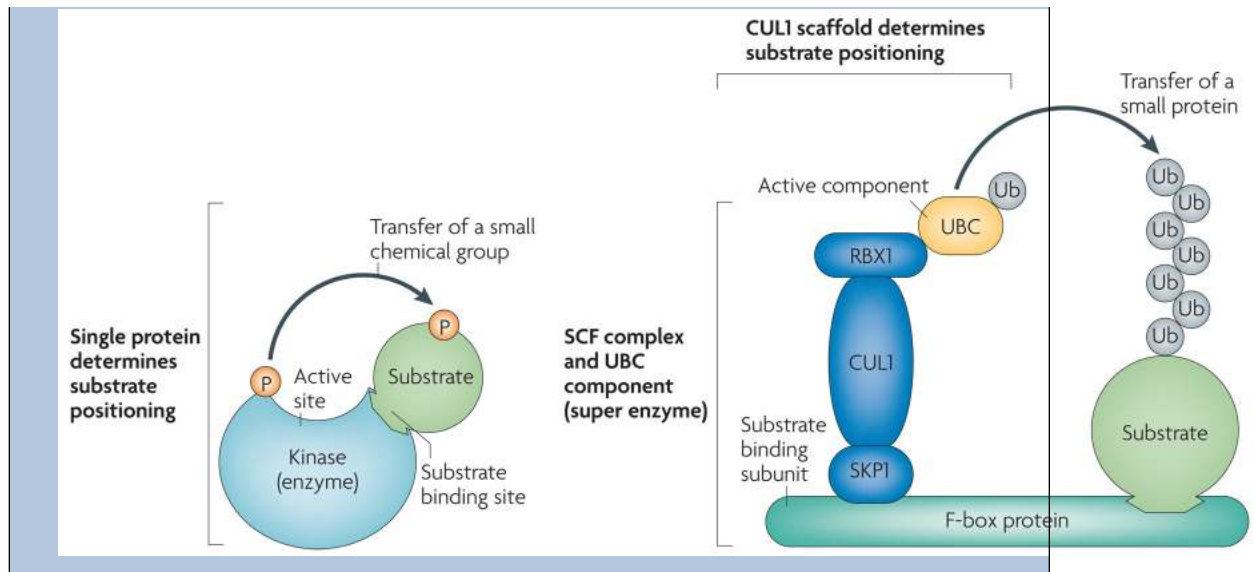 Single protein
determines
substrate
positioning
Transfer of a small
chemical group
P
P
Active
site
Substrate
Kinase
(enzyme)
Substrate
binding site
CUL1 scaffold determines
substrate positioning
Transfer of a
small protein
Active component
Ub
UBC
RBX1
CUL1
SKP1
SCF complex
and UBC
component
(super enzyme)
Substrate
binding
subunit
F-box protein
Ub
Ub
Ub
Ub
Ub
Ub
Ub
Substrate